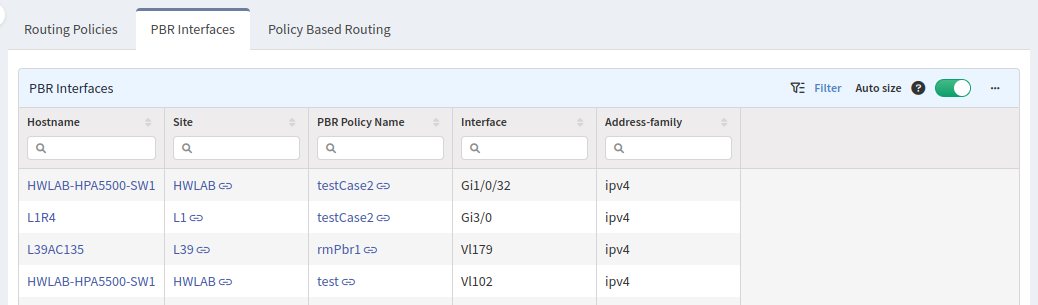 Routing Policies PBR Interfaces Policy Based Routing
PBR Interfaces Filter Auto size ? ...
Hostname Site PBR Policy Name Interface Address-family
HWLAB-HPA5500-SW1 HWLAB testCase2 Gi1/0/32 ipv4
L1R4 L1 testCase2 Gi3/0 ipv4
L39AC135 L39 rmPbr1 Vl179 ipv4
HWLAB-HPA5500-SW1 HWLAB test Vl102 ipv4